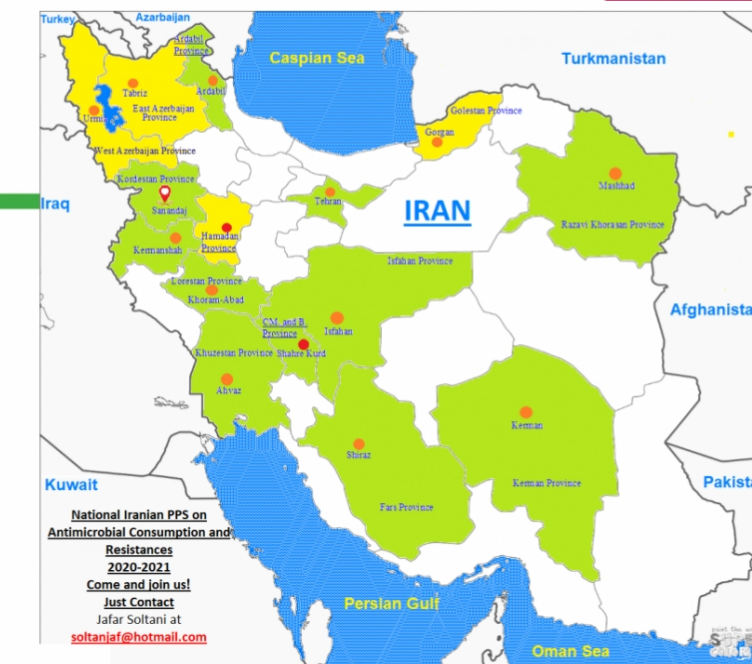 Turkey
Azarbaijan
Ardabil
Province
Caspian Sea
Turkmanistan
Tabriz
Ardabil
East Azerbaijan
Province
Golestan Province
Gorgan
West Azerbaijan Province
Kordestan Province
Mashhad
Iraq
Sanandaj
Tehran
IRAN
Razavi Khorasan Province
Hamadan
Province
Kermanshah
Isfahan Province
Lorestan Province
Khoram-Abad
Afghanista
CM. and B.
Province
Isfahan
Khuzestan Province
Shahre Kurd
Ahvaz
Kerman
Shiraz
Kuwait
Kerman Province
Pakista
Fars Province
National Iranian PPS on
Antimicrobial Consumption and
Resistances
2020-2021
Come and join us!
Just Contact
Jafar Soltani at
soltanjaf@hotmail.com
Persian Gulf
Oman Sea